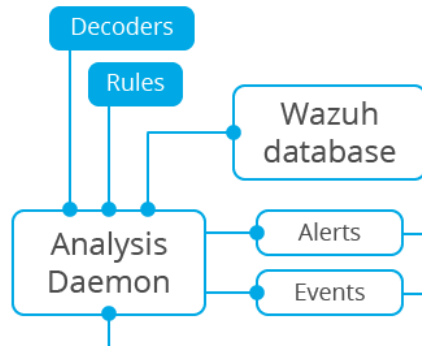 Decoders
Rules
Wazuh
database
Analysis
Daemon
Alerts
Events